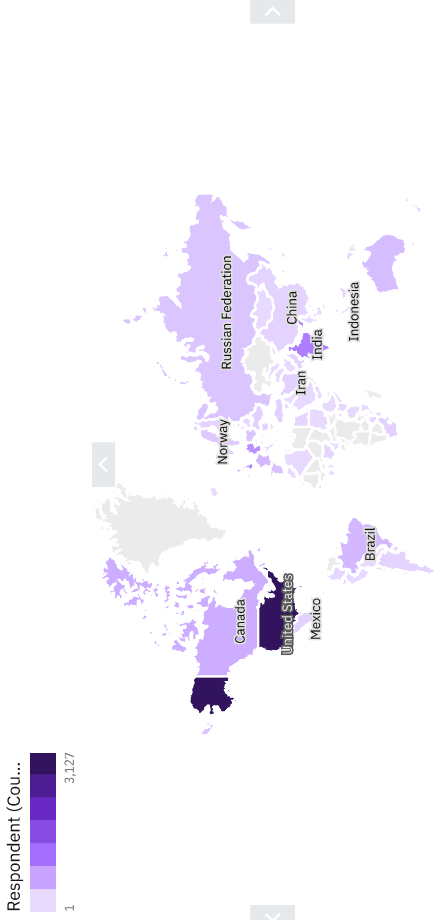 Respondent (Cou...
1
3,127
Russian Federation
Norway
China
India
Iran
Indonesia
Canada
United States
Mexico
Brazil